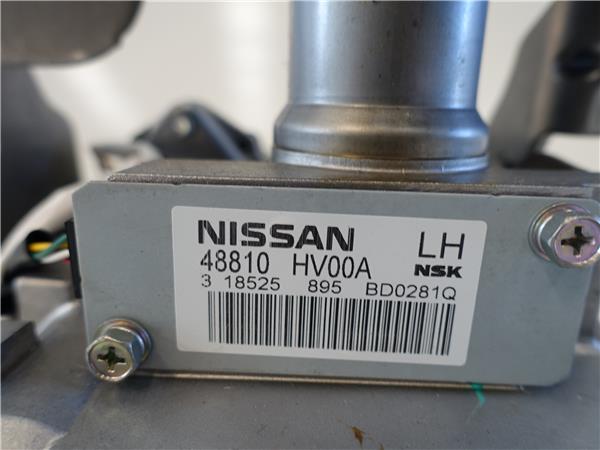 NISSAN LH
48810 HV00A NSK
3 18525 895 BD0281Q